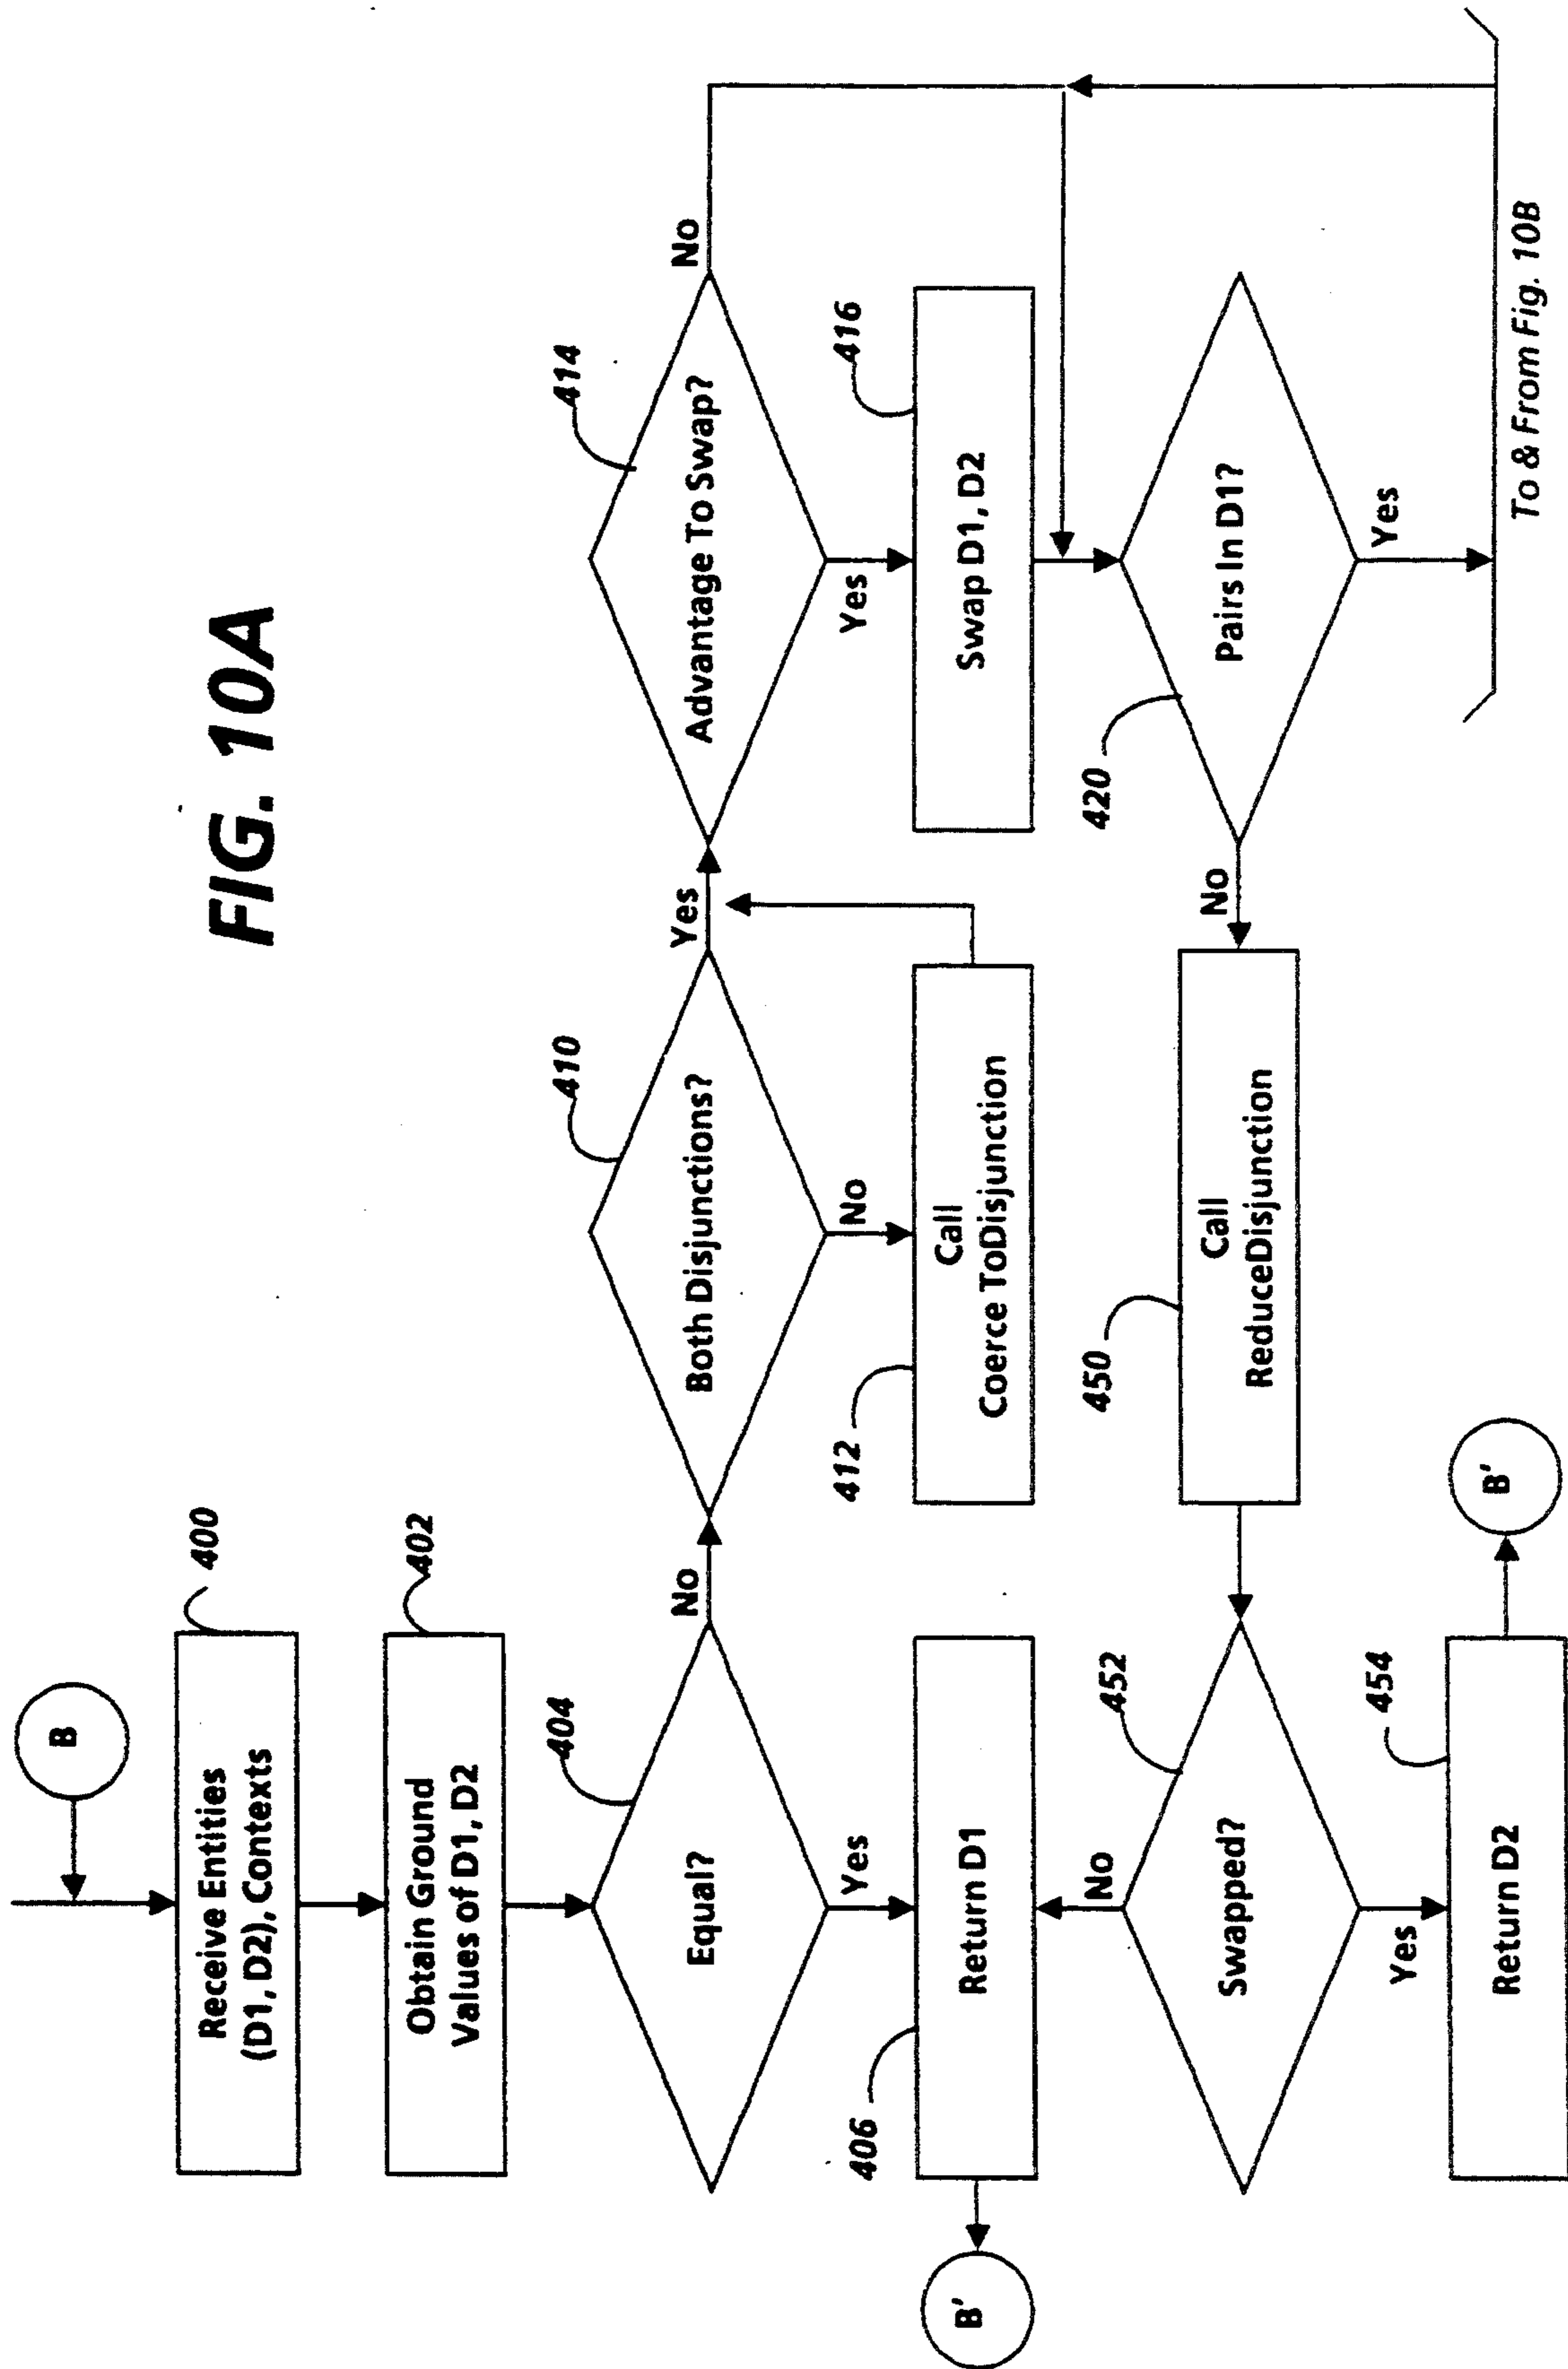 FIG. 10A
B
400
Receive Entities
(D1, D2), Contexts
402
Obtain Ground
Values of D1, D2
404
Equal?
No
Yes
406
Return D1
B'
410
Both Disjunctions?
Yes
No
412
Call
Coerce ToDisjunction
414
Advantage To Swap?
No
Yes
416
Swap D1, D2
420
Pairs In D1?
No
Yes
450
Call
ReduceDisjunction
452
Swapped?
No
Yes
454
Return D2
B'
To & From Fig. 10B